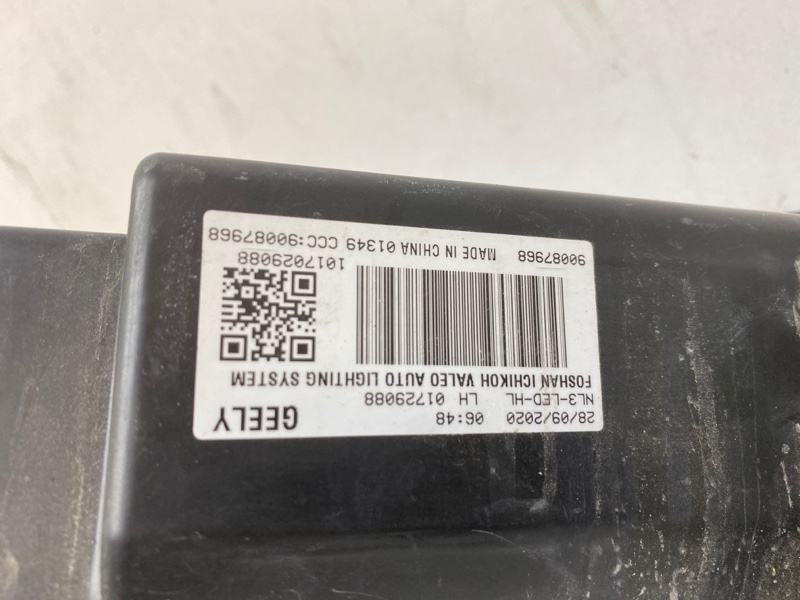 28/09/2020 06:48 GEELY
NL3-LED-HL LH 01729088
FOSHAN ICHIKOH VALEO AUTO LIGHTING SYSTEM
1017029088
90087968 MADE IN CHINA 01349 CCC:90087968